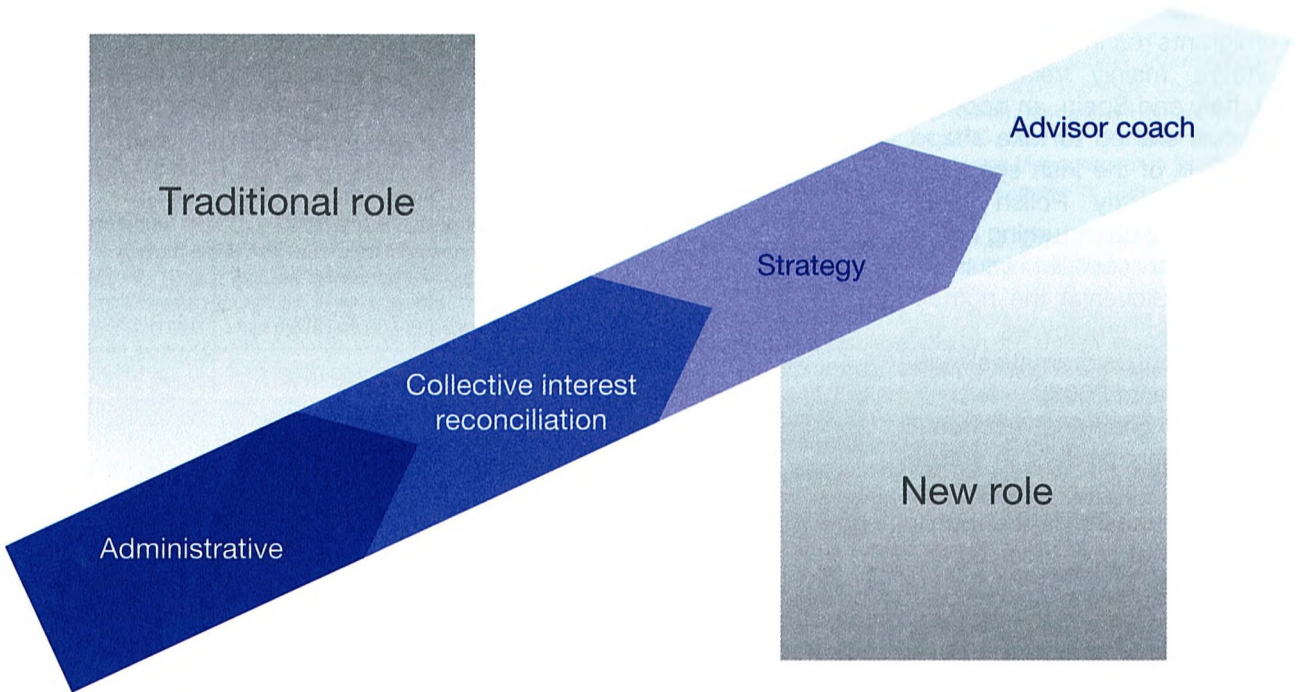 Traditional role
Advisor coach
Strategy
Collective interest
reconciliation
New role
Administrative